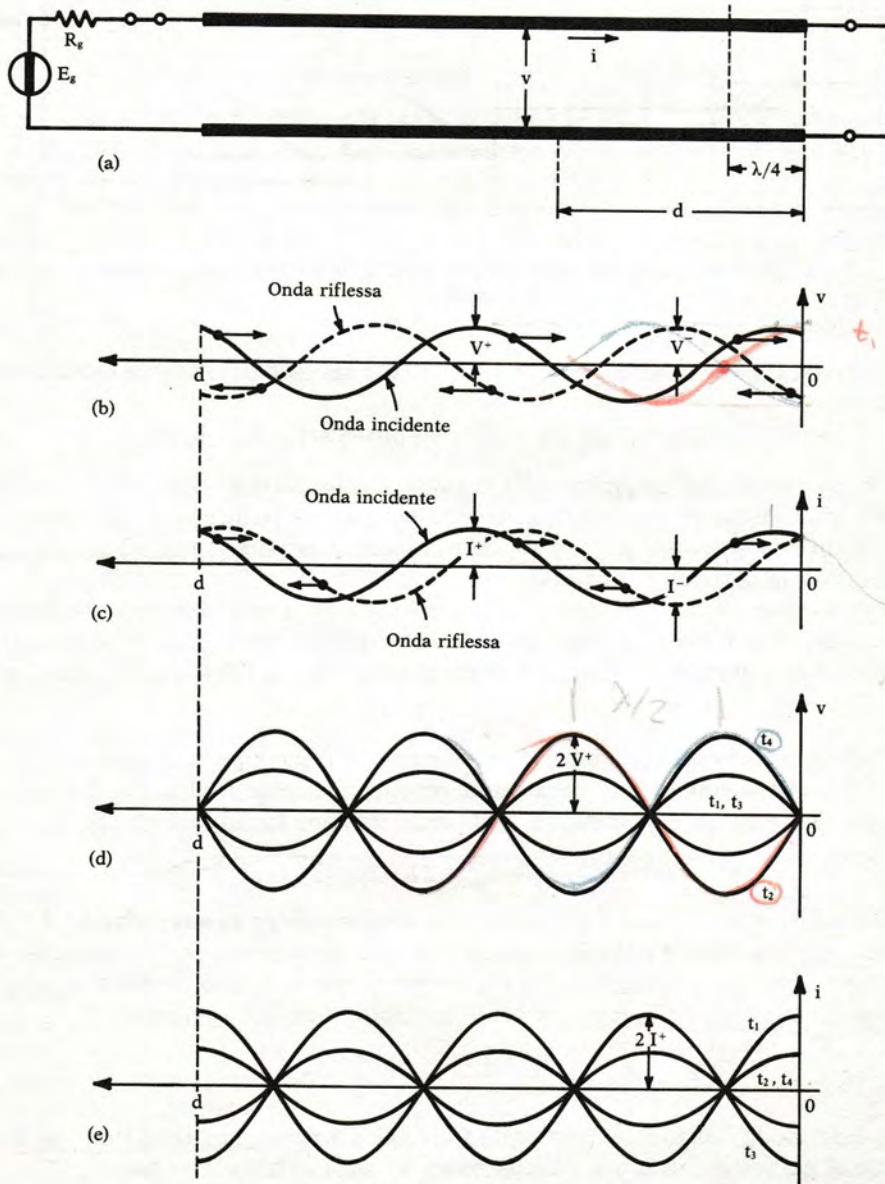 R_g
E_g
i
v
(a)
λ/4
d
Onda riflessa
v
t₁
V⁺
V⁻
0
(b)
Onda incidente
Onda incidente
i
I⁺
I⁻
d
0
(c)
Onda riflessa
λ/2
v
t₄
2 V⁺
t₁, t₃
d
0
(d)
t₂
i
t₁
2 I⁺
t₂, t₄
d
0
(e)
t₃